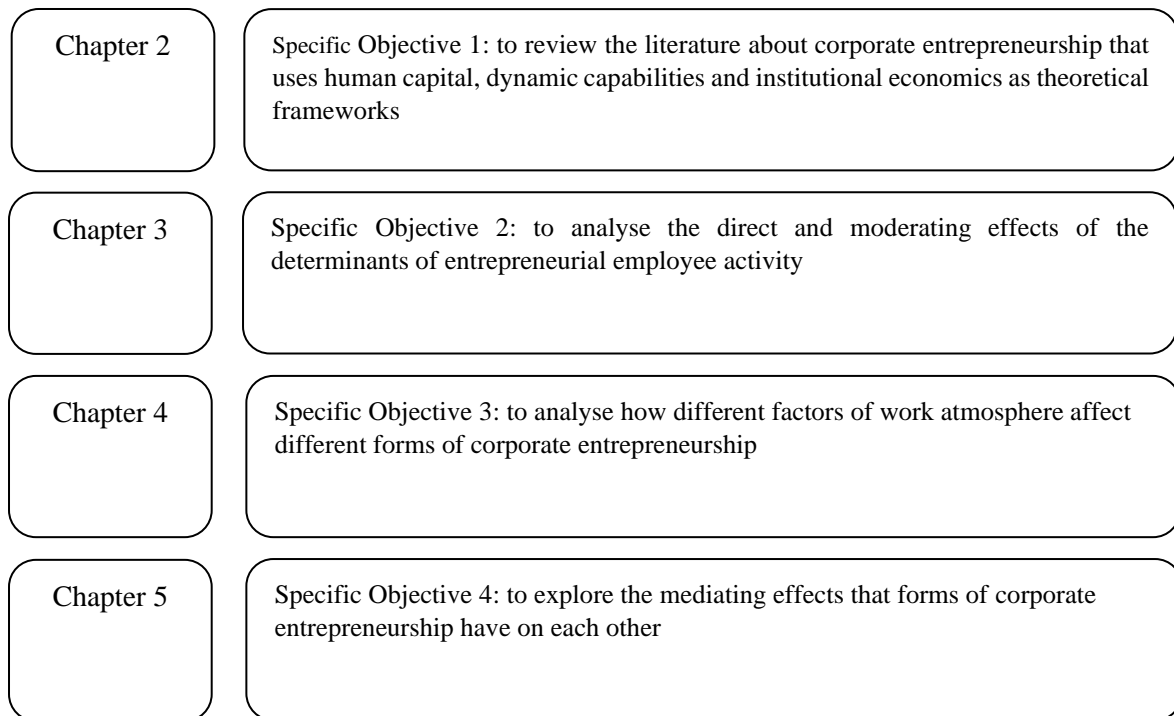 Chapter 2
Specific Objective 1: to review the literature about corporate entrepreneurship that
uses human capital, dynamic capabilities and institutional economics as theoretical
frameworks
Chapter 3
Specific Objective 2: to analyse the direct and moderating effects of the
determinants of entrepreneurial employee activity
Chapter 4
Specific Objective 3: to analyse how different factors of work atmosphere affect
different forms of corporate entrepreneurship
Chapter 5
Specific Objective 4: to explore the mediating effects that forms of corporate
entrepreneurship have on each other